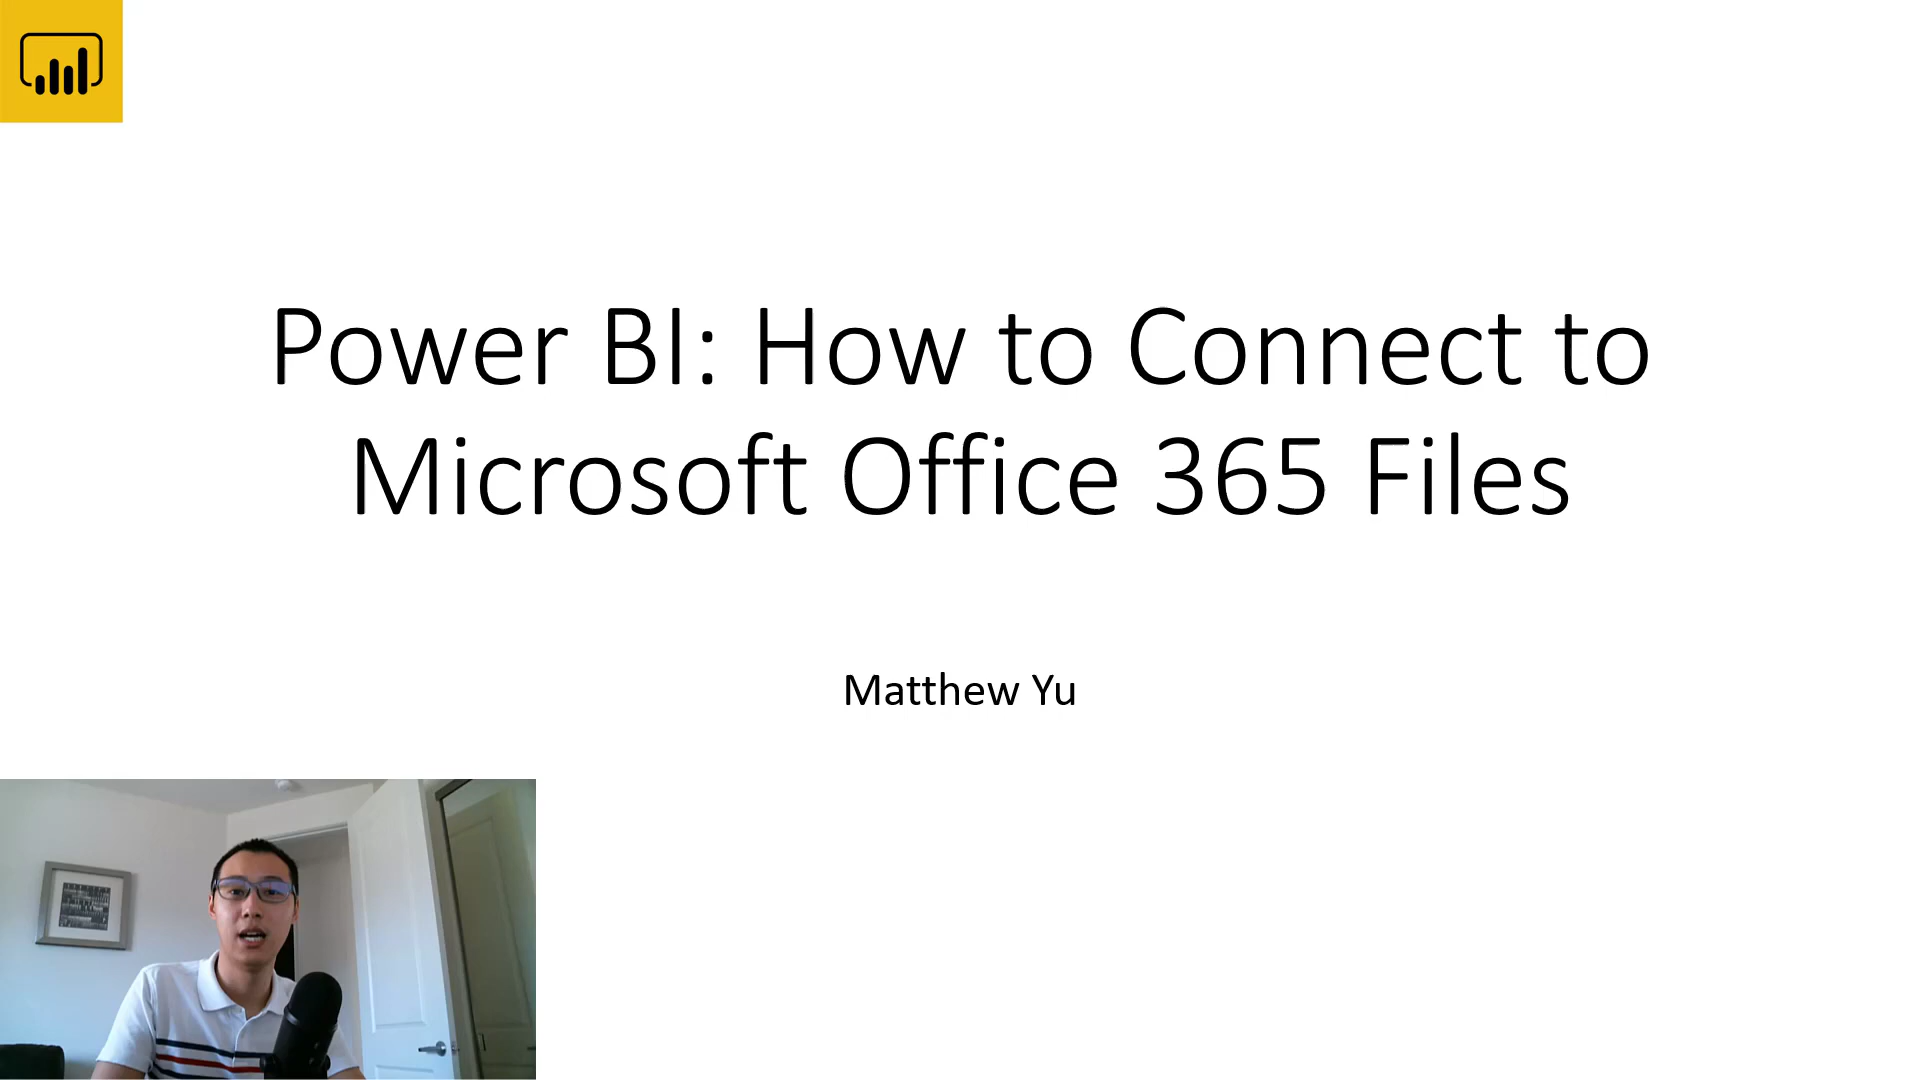 Power BI: How to Connect to
Microsoft Office 365 Files
Matthew Yu